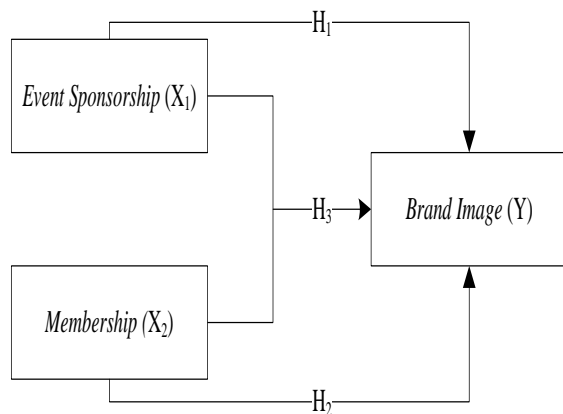 H₁
Event Sponsorship (X₁)
H₃
Brand Image (Y)
Membership (X₂)
H₂